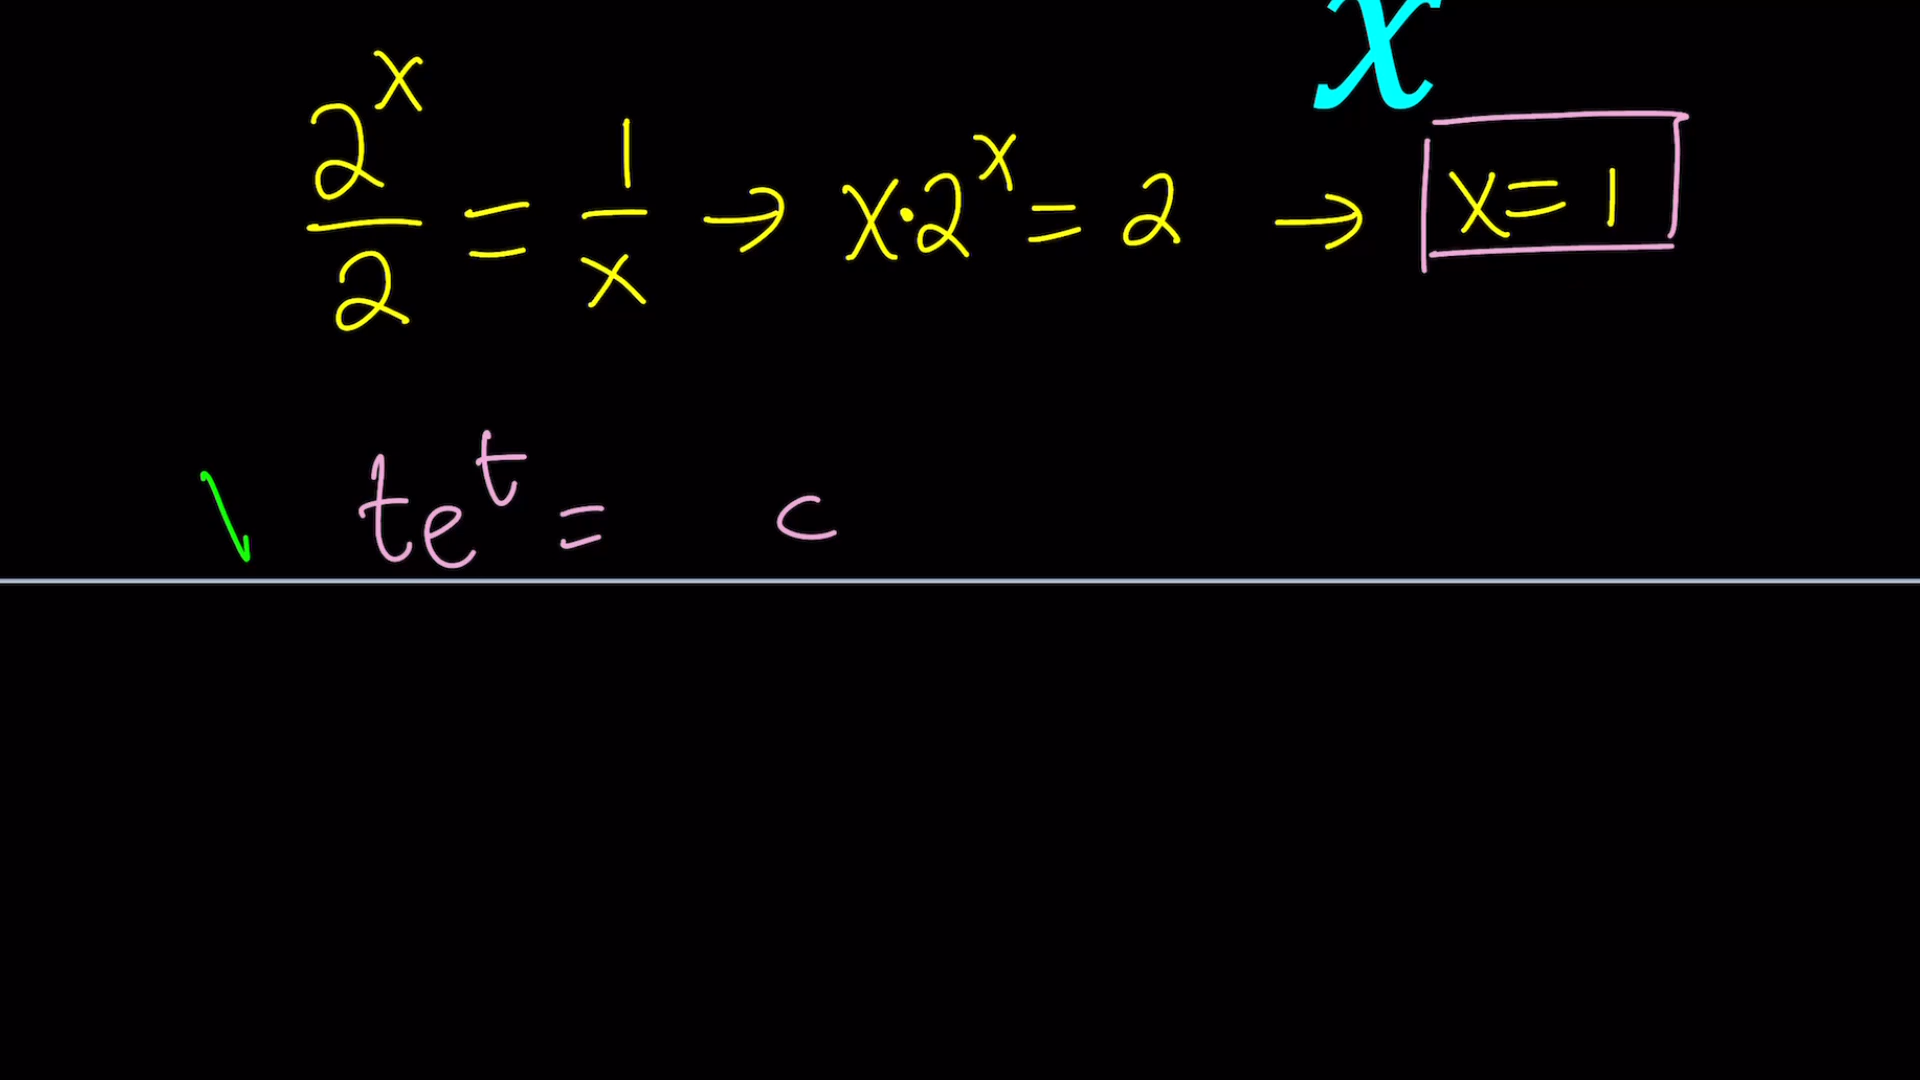 x
2^x/2 = 1/x → x·2^x = 2 → x=1
te^t = c